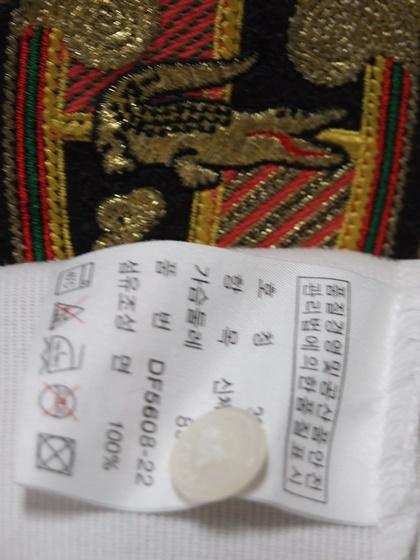 품질경영및공산품안전
관리법에의한품질표시
호 칭
항 목
가슴둘레
품 번 DF5608-22
섬유조성 면 100%